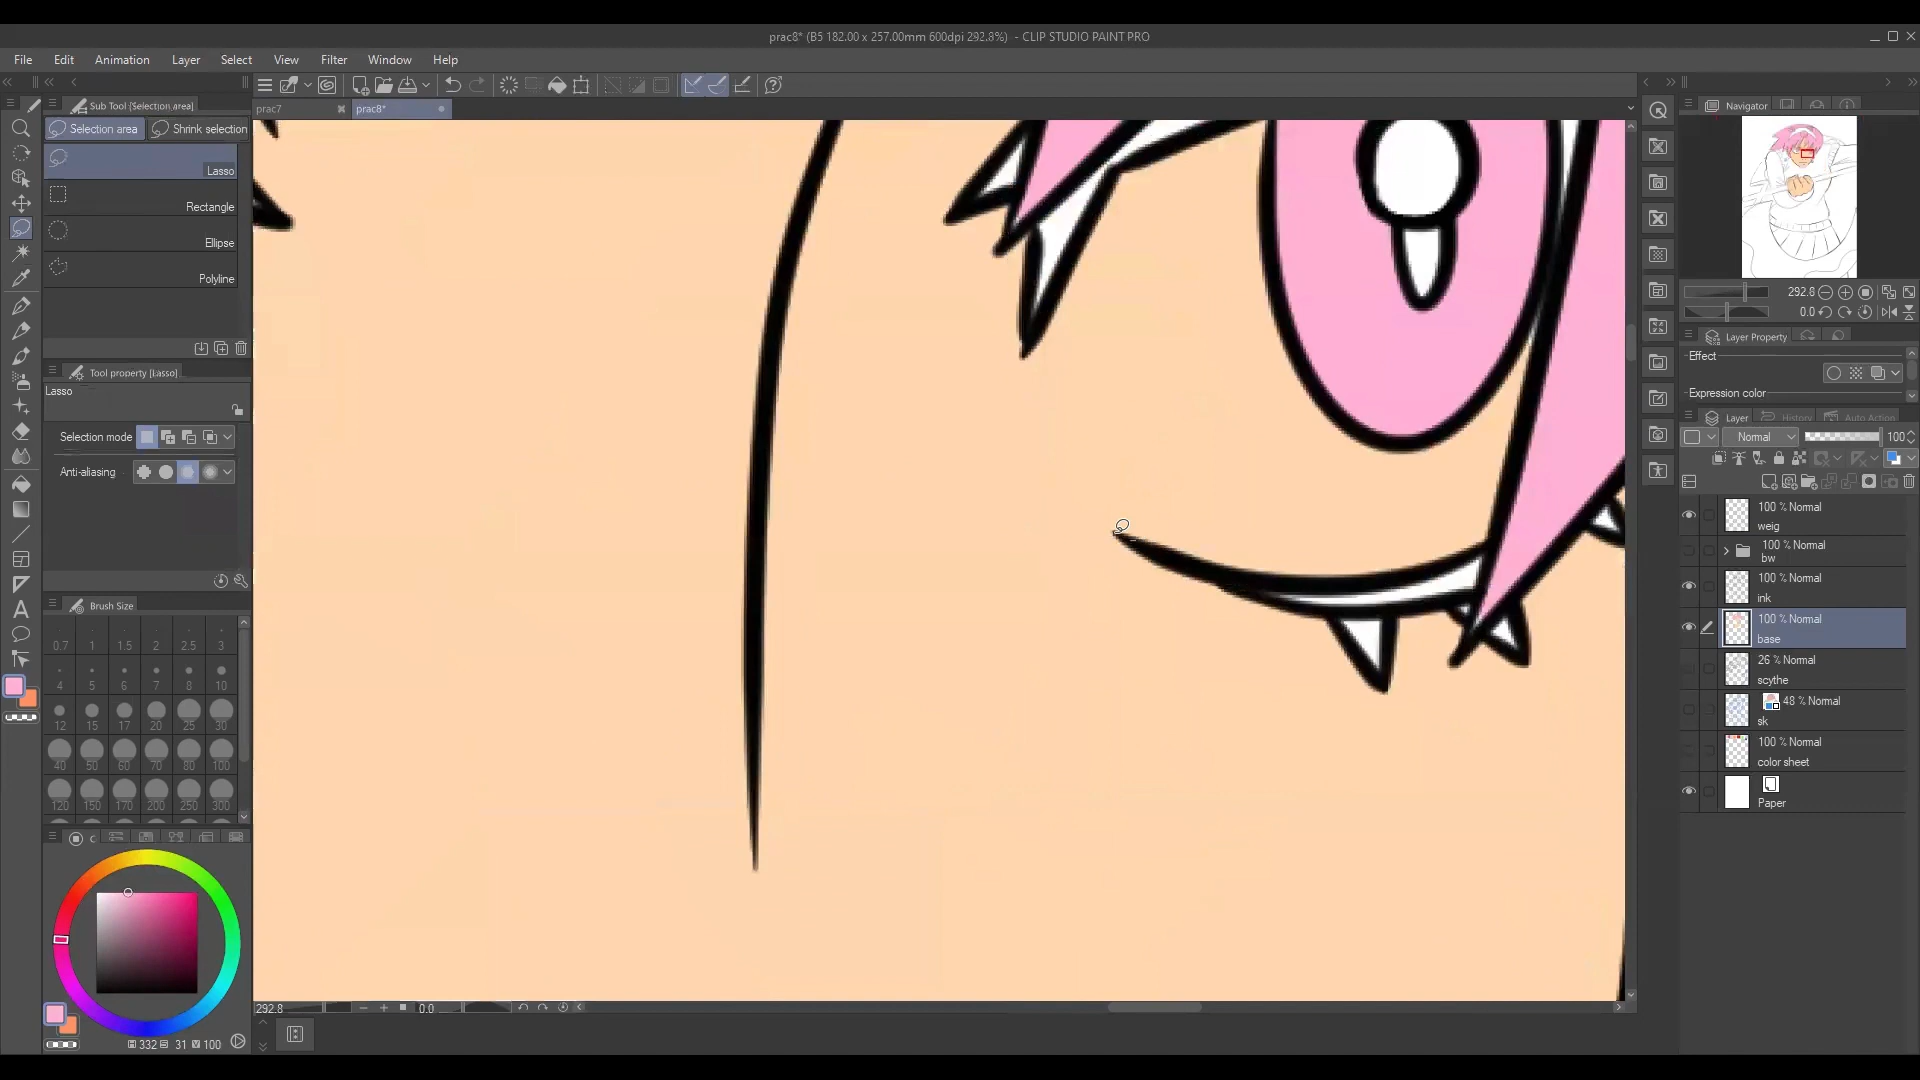 prac8* (B5 182.00 x 257.00mm 600dpi 292.8%) - CLIP STUDIO PAINT PRO
File Edit Animation Layer Select View Filter Window Help
Sub Tool [Selection area]
prac7
prac8*
Navigator
Selection area
Shrink selection
Lasso
Rectangle
Ellipse
Polyline
292.8
0.0
Layer Property
Effect
Expression color
Tool property [Lasso]
Lasso
Selection mode
Anti-aliasing
Layer
History
Auto Action
Normal
100
100 % Normal
weig
100 % Normal
bw
100 % Normal
ink
100 % Normal
base
26 % Normal
scythe
48 % Normal
sk
100 % Normal
color sheet
Paper
Brush Size
0.7 1 1.5 2 2.5 3
4 5 6 7 8 10
12 15 17 20 25 30
40 50 60 70 80 100
120 150 170 200 250 300
292.8
0.0
332 31 100